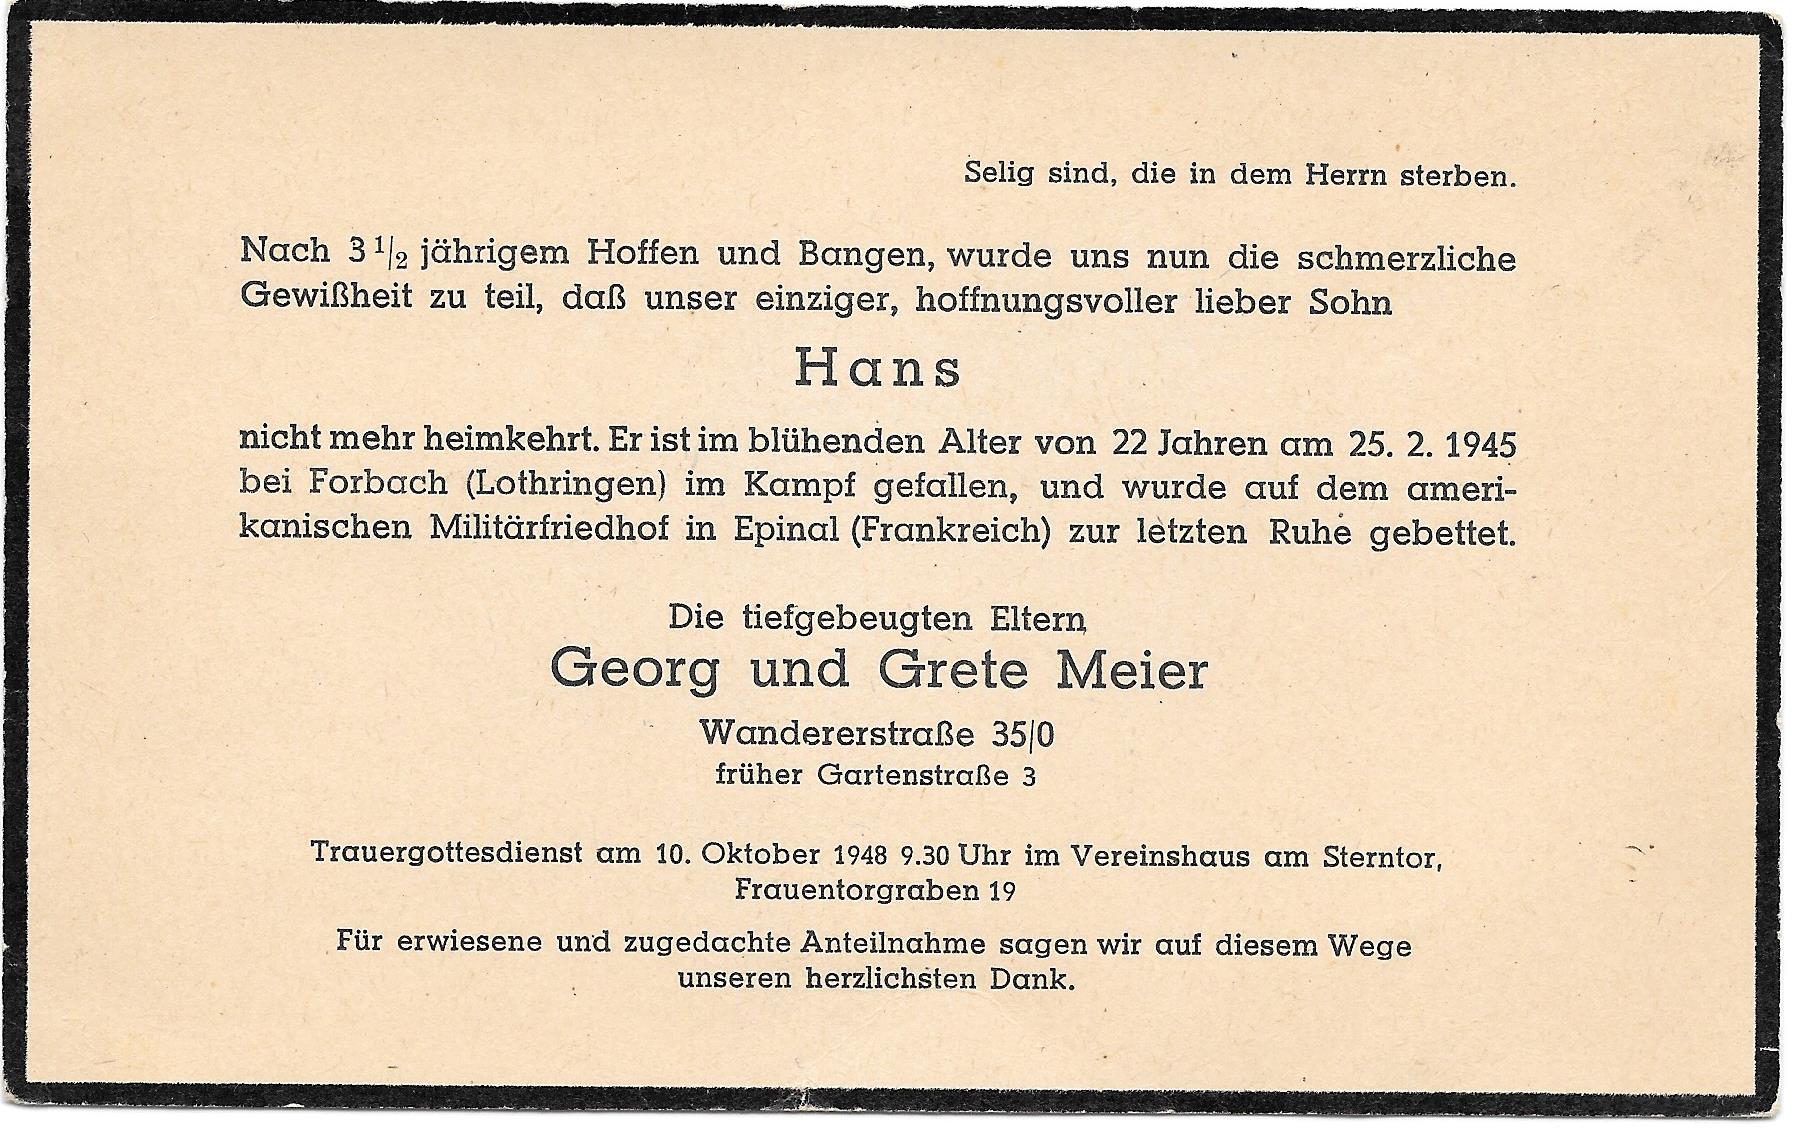 Selig sind, die in dem Herrn sterben.
Nach 3 1/2 jährigem Hoffen und Bangen, wurde uns nun die schmerzliche
Gewißheit zu teil, daß unser einziger, hoffnungsvoller lieber Sohn
Hans
nicht mehr heimkehrt. Er ist im blühenden Alter von 22 Jahren am 25. 2. 1945
bei Forbach (Lothringen) im Kampf gefallen, und wurde auf dem ameri-
kanischen Militärfriedhof in Epinal (Frankreich) zur letzten Ruhe gebettet.
Die tiefgebeugten Eltern
Georg und Grete Meier
Wandererstraße 35/0
früher Gartenstraße 3
Trauergottesdienst am 10. Oktober 1948 9.30 Uhr im Vereinshaus am Sterntor,
Frauentorgraben 19
Für erwiesene und zugedachte Anteilnahme sagen wir auf diesem Wege
unseren herzlichsten Dank.